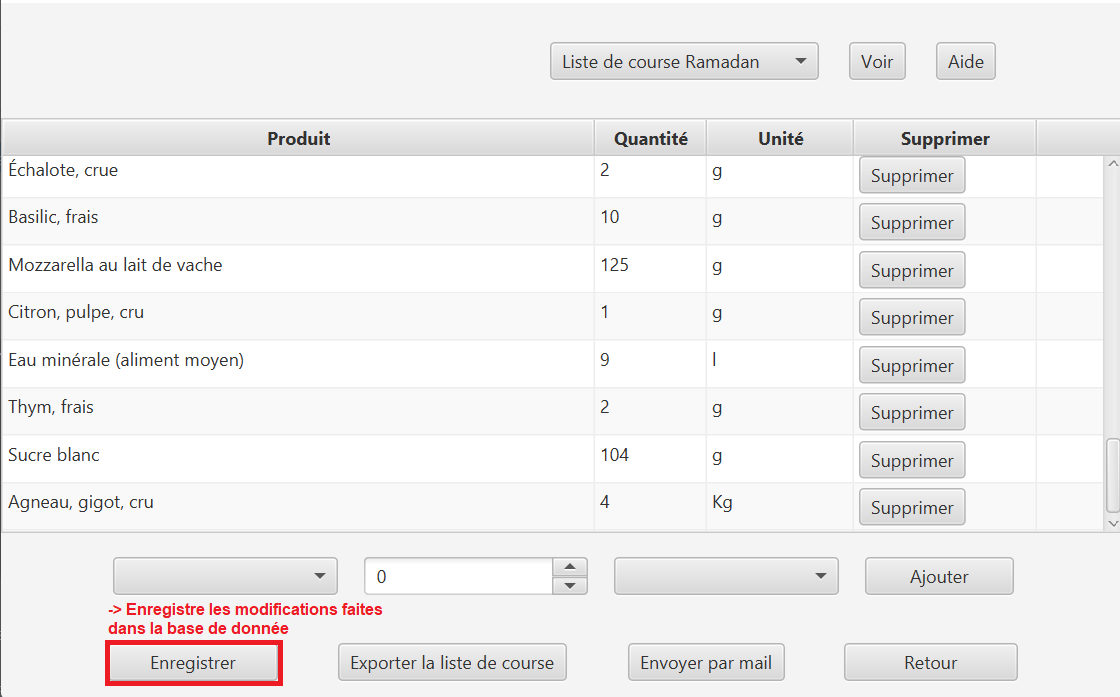 Liste de course Ramadan Voir Aide
Produit Quantité Unité Supprimer
Échalote, crue 2 g Supprimer
Basilic, frais 10 g Supprimer
Mozzarella au lait de vache 125 g Supprimer
Citron, pulpe, cru 1 g Supprimer
Eau minérale (aliment moyen) 9 l Supprimer
Thym, frais 2 g Supprimer
Sucre blanc 104 g Supprimer
Agneau, gigot, cru 4 Kg Supprimer
0 Ajouter
-> Enregistre les modifications faites
dans la base de donnée
Enregistrer Exporter la liste de course Envoyer par mail Retour